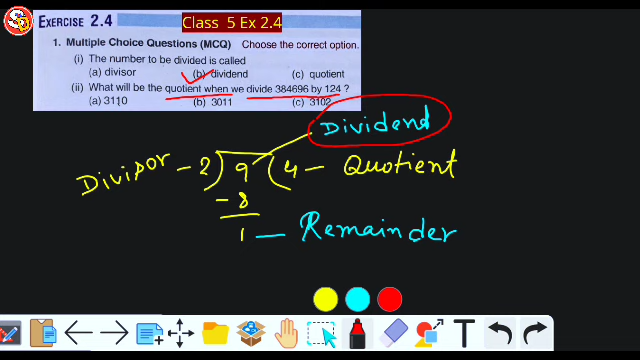 EXERCISE 2.4
Class 5 Ex 2.4
1. Multiple Choice Questions (MCQ) Choose the correct option.
(i) The number to be divided is called
(a) divisor (b) dividend (c) quotient
(ii) What will be the quotient when we divide 384696 by 124 ?
(a) 3110 (b) 3011 (c) 3102
Dividend
Divisor - 2) 9 (4 - Quotient
- 8
1 - Remainder
T